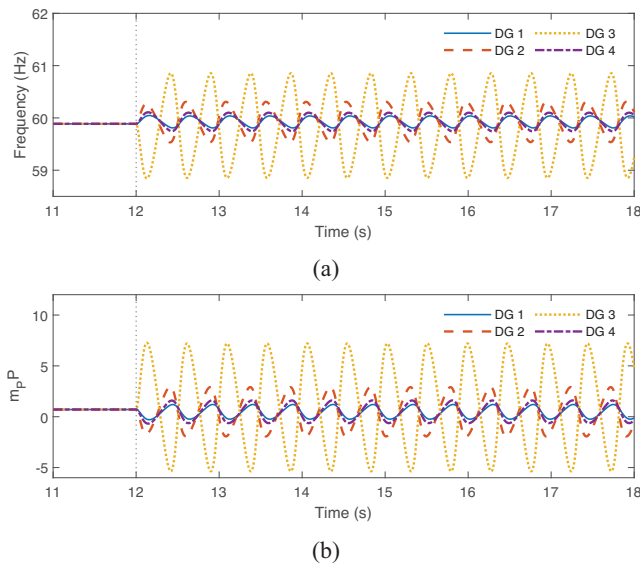 62
61
60
59
Frequency (Hz)
DG 1 DG 3
DG 2 DG 4
11 12 13 14 15 16 17 18
Time (s)
(a)
10
5
0
-5
m_P P
DG 1 DG 3
DG 2 DG 4
11 12 13 14 15 16 17 18
Time (s)
(b)